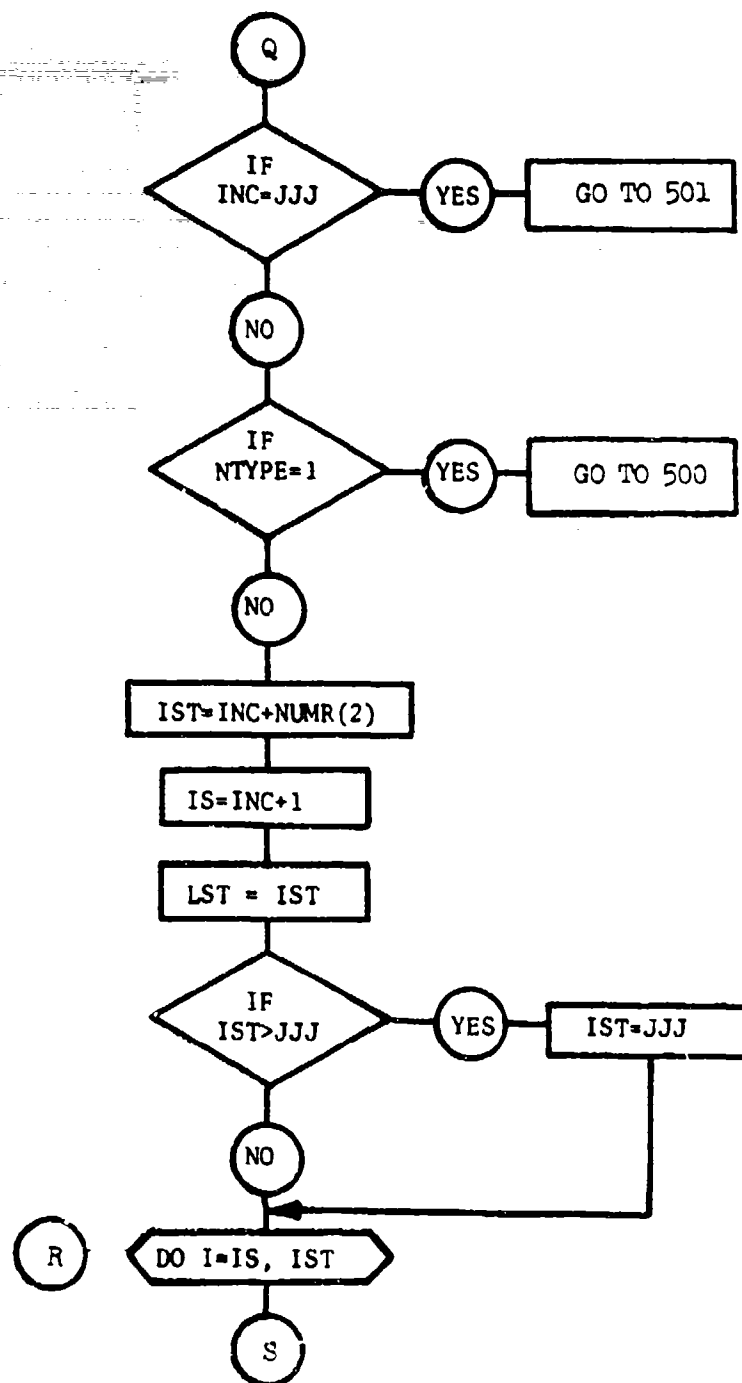 Q
IF
INC=JJJ
YES
GO TO 501
NO
IF
NTYPE=1
YES
GO TO 500
NO
IST=INC+NUMR(2)
IS=INC+1
LST = IST
IF
IST>JJJ
YES
IST=JJJ
NO
R
DO I=IS, IST
S